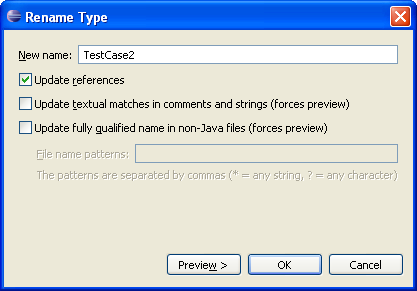 Rename Type
New name: TestCase2
Update references
Update textual matches in comments and strings (forces preview)
Update fully qualified name in non-Java files (forces preview)
File name patterns:
The patterns are separated by commas (* = any string, ? = any character)
Preview > OK Cancel